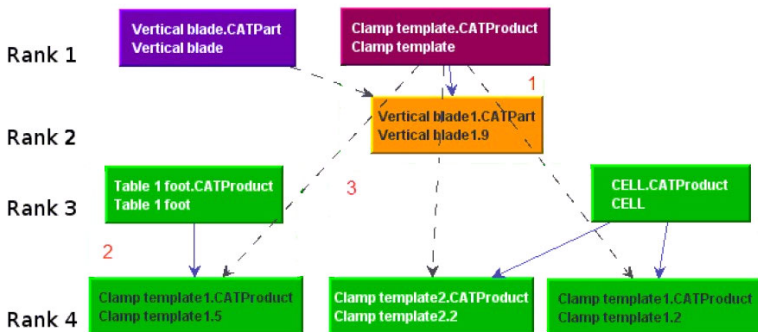 Vertical blade.CATPart
Vertical blade
Clamp template.CATProduct
Clamp template
Rank 1
1
Vertical blade1.CATPart
Vertical blade1.9
Rank 2
Table 1 foot.CATProduct
Table 1 foot
3
CELL.CATProduct
CELL
Rank 3
2
Clamp template1.CATProduct
Clamp template1.5
Clamp template2.CATProduct
Clamp template2.2
Clamp template1.CATProduct
Clamp template1.2
Rank 4